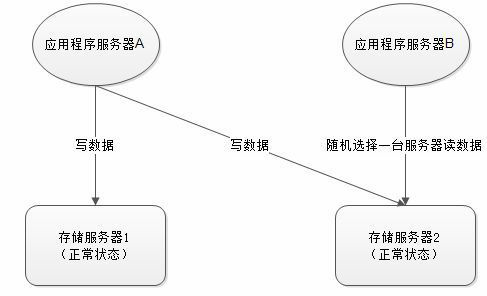 应用程序服务器A
应用程序服务器B
写数据
写数据
随机选择一台服务器读数据
存储服务器1
（正常状态）
存储服务器2
（正常状态）